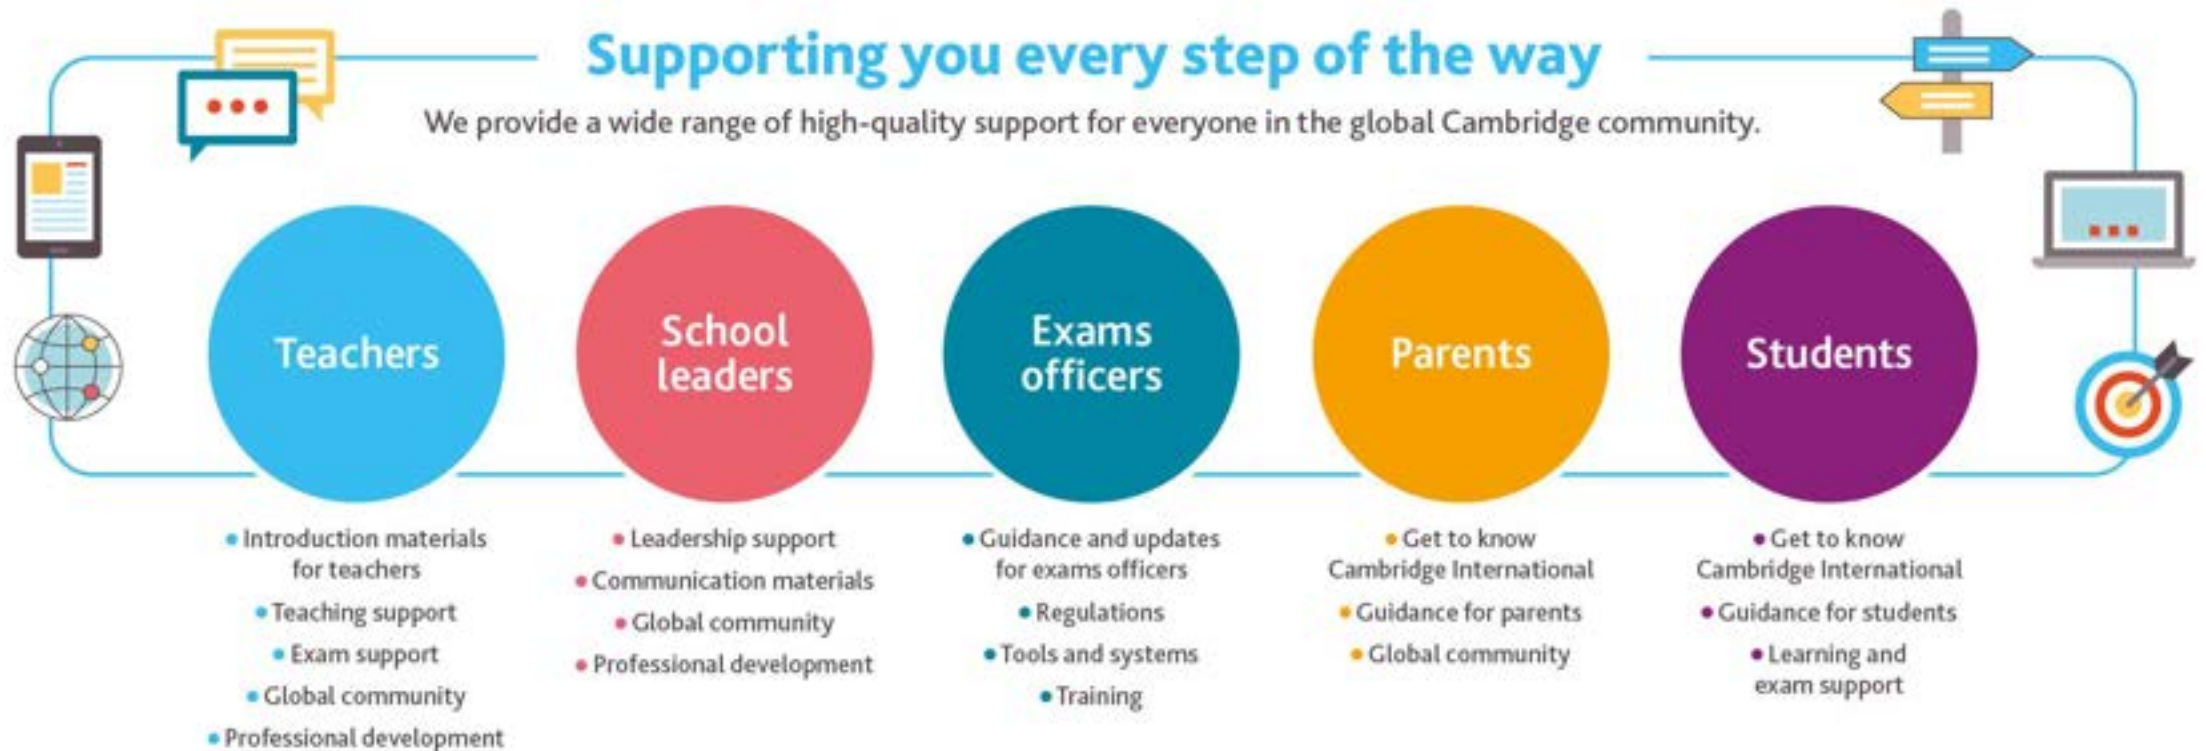 Supporting you every step of the way
We provide a wide range of high-quality support for everyone in the global Cambridge community.
Teachers
• Introduction materials
for teachers
• Teaching support
• Exam support
• Global community
• Professional development
School
leaders
• Leadership support
• Communication materials
• Global community
• Professional development
Exams
officers
• Guidance and updates
for exams officers
• Regulations
• Tools and systems
• Training
Parents
• Get to know
Cambridge International
• Guidance for parents
• Global community
Students
• Get to know
Cambridge International
• Guidance for students
• Learning and
exam support